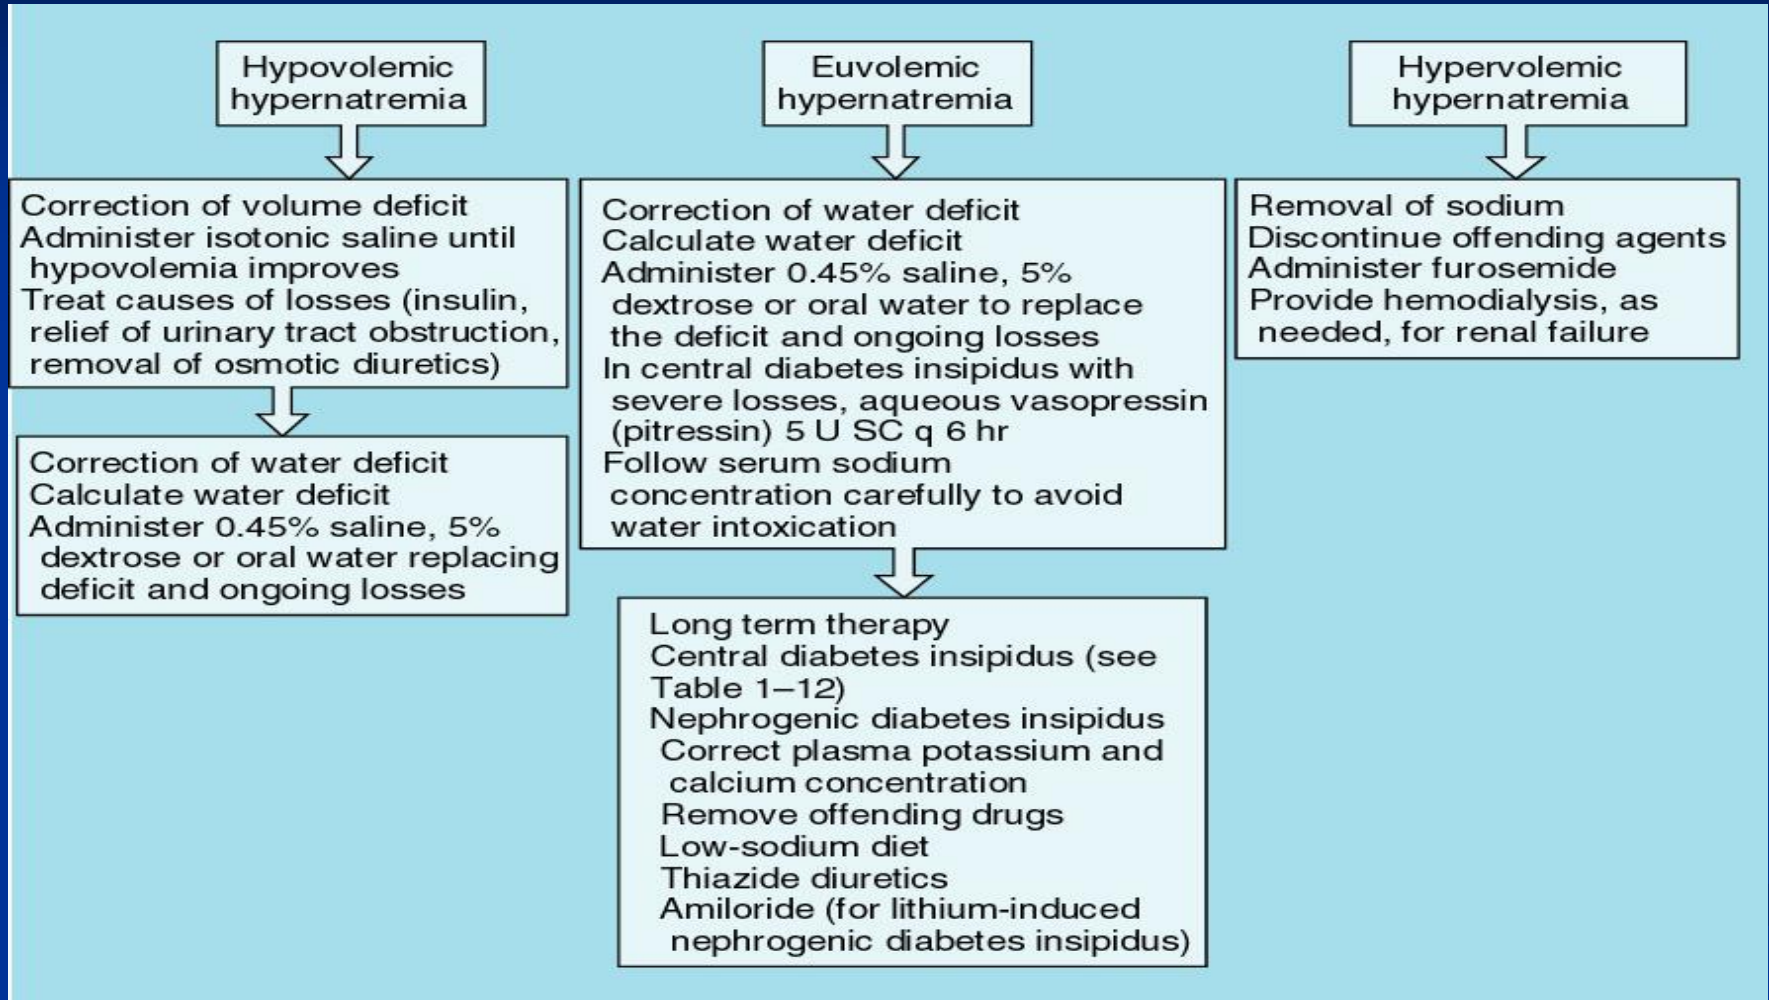 Hypovolemic
hypernatremia
Correction of volume deficit
Administer isotonic saline until
hypovolemia improves
Treat causes of losses (insulin,
relief of urinary tract obstruction,
removal of osmotic diuretics)
Correction of water deficit
Calculate water deficit
Administer 0.45% saline, 5%
dextrose or oral water replacing
deficit and ongoing losses
Euvolemic
hypernatremia
Correction of water deficit
Calculate water deficit
Administer 0.45% saline, 5%
dextrose or oral water to replace
the deficit and ongoing losses
In central diabetes insipidus with
severe losses, aqueous vasopressin
(pitressin) 5 U SC q 6 hr
Follow serum sodium
concentration carefully to avoid
water intoxication
Long term therapy
Central diabetes insipidus (see
Table 1–12)
Nephrogenic diabetes insipidus
Correct plasma potassium and
calcium concentration
Remove offending drugs
Low-sodium diet
Thiazide diuretics
Amiloride (for lithium-induced
nephrogenic diabetes insipidus)
Hypervolemic
hypernatremia
Removal of sodium
Discontinue offending agents
Administer furosemide
Provide hemodialysis, as
needed, for renal failure